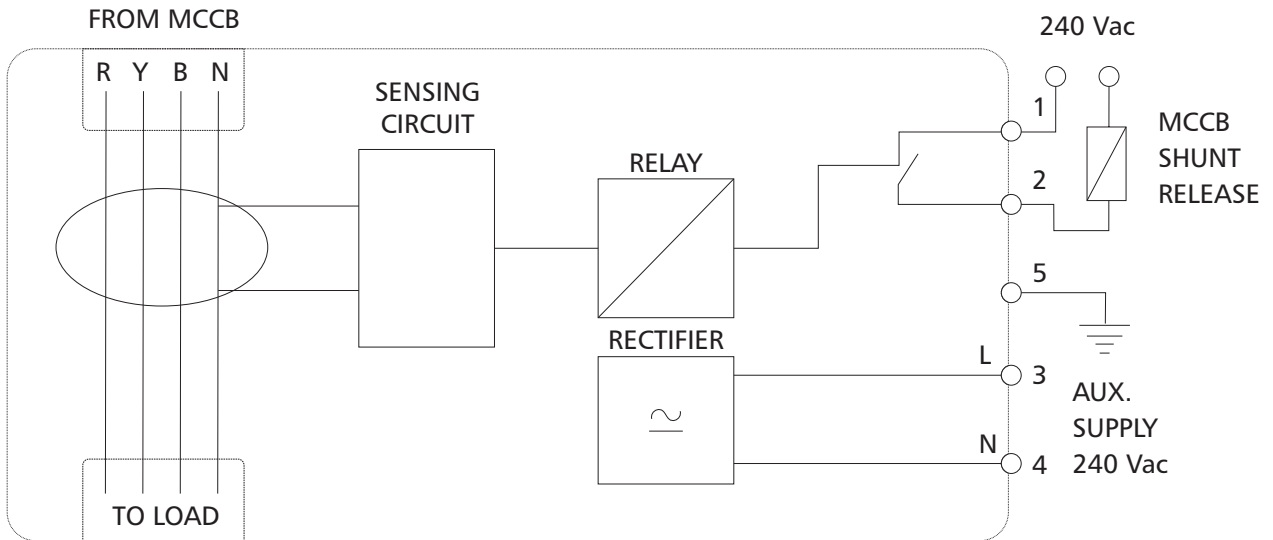 FROM MCCB
R Y B N
SENSING
CIRCUIT
RELAY
RECTIFIER
TO LOAD
240 Vac
1
2
MCCB
SHUNT
RELEASE
5
L
3
N
4
AUX.
SUPPLY
240 Vac